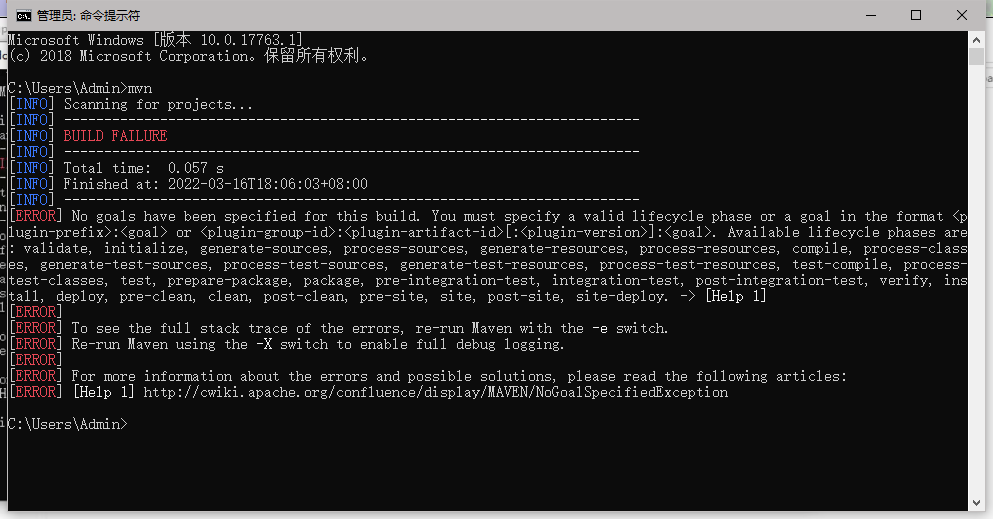 管理员: 命令提示符
Microsoft Windows [版本 10.0.17763.1]
(c) 2018 Microsoft Corporation。保留所有权利。
C:\Users\Admin>mvn
[INFO] Scanning for projects...
[INFO] ------------------------------------------------------------------------
[INFO] BUILD FAILURE
[INFO] ------------------------------------------------------------------------
[INFO] Total time:  0.057 s
[INFO] Finished at: 2022-03-16T18:06:03+08:00
[INFO] ------------------------------------------------------------------------
[ERROR] No goals have been specified for this build. You must specify a valid lifecycle phase or a goal in the format <p
lugin-prefix>:<goal> or <plugin-group-id>:<plugin-artifact-id>[:<plugin-version>]:<goal>. Available lifecycle phases are
: validate, initialize, generate-sources, process-sources, generate-resources, process-resources, compile, process-class
es, generate-test-sources, process-test-sources, generate-test-resources, process-test-resources, test-compile, process-
test-classes, test, prepare-package, package, pre-integration-test, integration-test, post-integration-test, verify, ins
tall, deploy, pre-clean, clean, post-clean, pre-site, site, post-site, site-deploy. -> [Help 1]
[ERROR]
[ERROR] To see the full stack trace of the errors, re-run Maven with the -e switch.
[ERROR] Re-run Maven using the -X switch to enable full debug logging.
[ERROR]
[ERROR] For more information about the errors and possible solutions, please read the following articles:
[ERROR] [Help 1] http://cwiki.apache.org/confluence/display/MAVEN/NoGoalSpecifiedException
C:\Users\Admin>